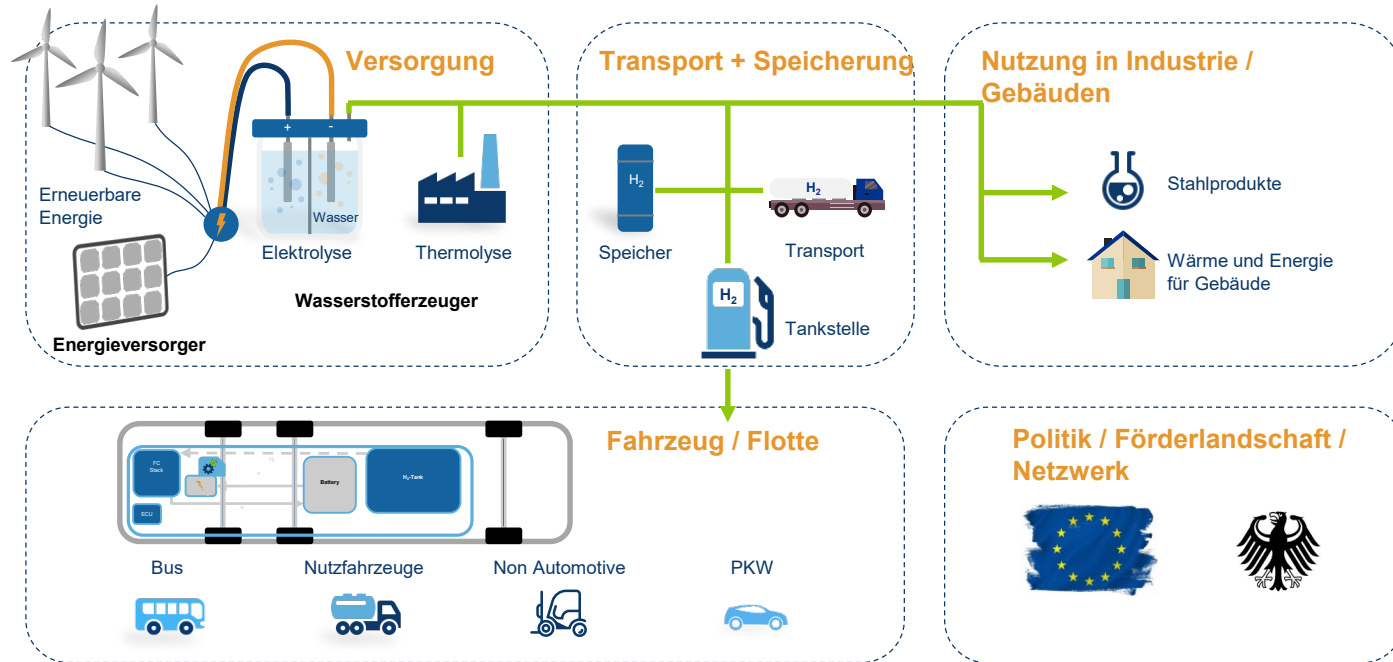 Versorgung
Erneuerbare
Energie
+
-
Wasser
Elektrolyse
Thermolyse
Wasserstofferzeuger
Energieversorger
Transport + Speicherung
H₂
Speicher
H₂
Transport
H₂
Tankstelle
Nutzung in Industrie /
Gebäuden
Stahlprodukte
Wärme und Energie
für Gebäude
Fahrzeug / Flotte
FC
Stack
ECU
Battery
H₂-Tank
Bus
Nutzfahrzeuge
Non Automotive
PKW
Politik / Förderlandschaft /
Netzwerk